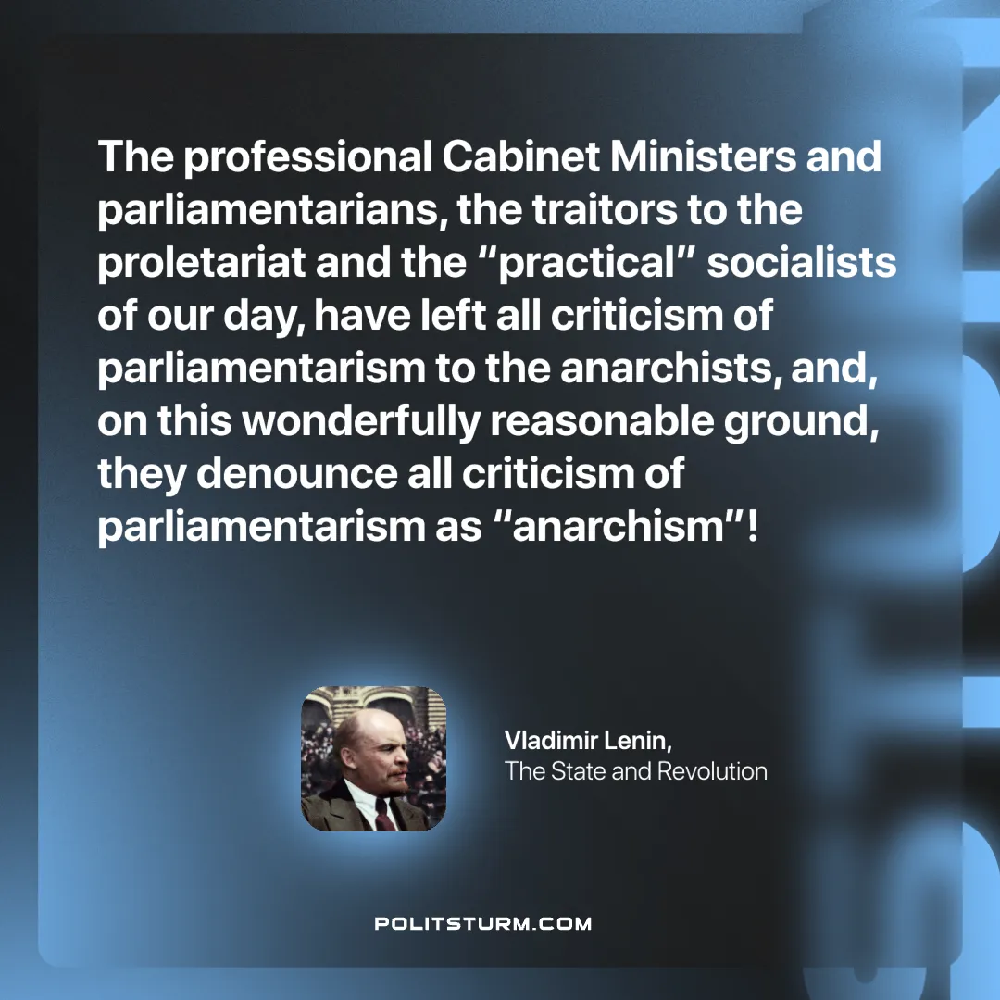 The professional Cabinet Ministers and
parliamentarians, the traitors to the
proletariat and the “practical” socialists
of our day, have left all criticism of
parliamentarism to the anarchists, and,
on this wonderfully reasonable ground,
they denounce all criticism of
parliamentarism as “anarchism”!
Vladimir Lenin,
The State and Revolution
POLITSTURM.COM